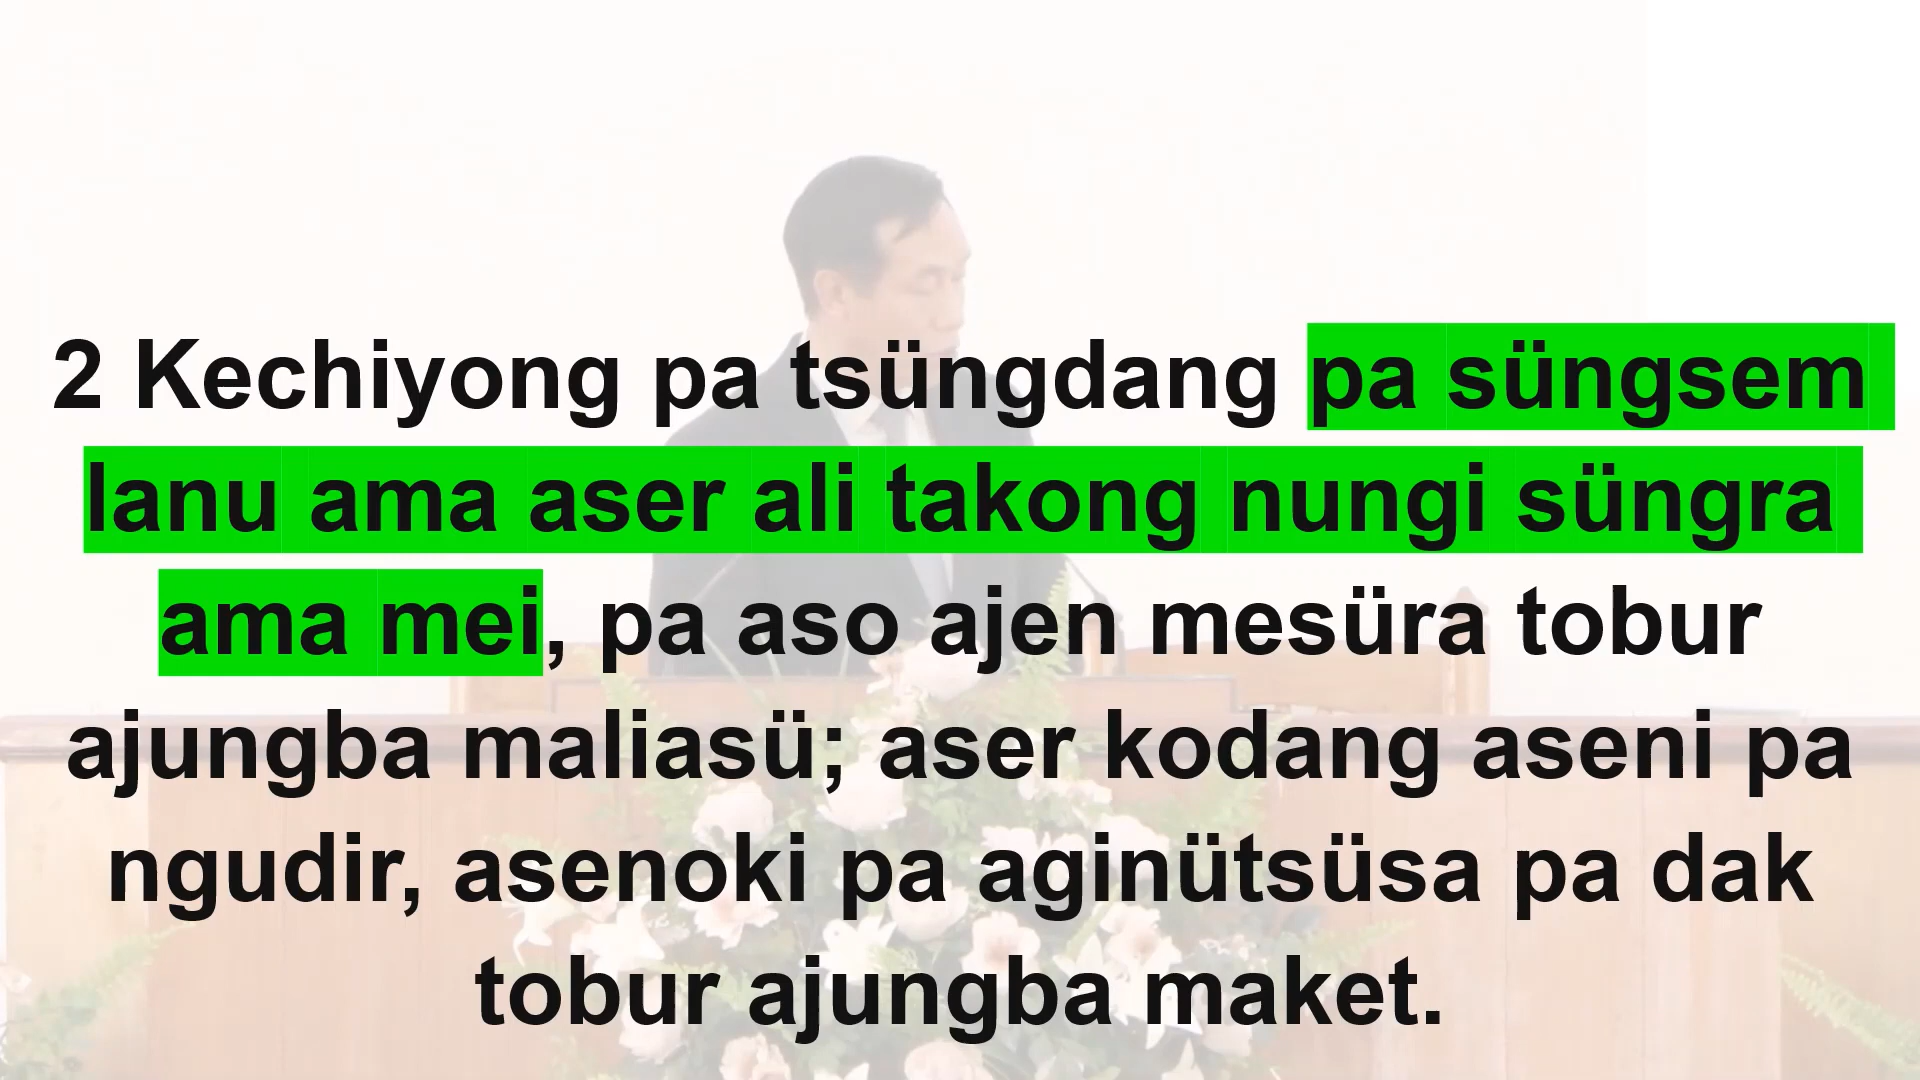 2 Kechiyong pa tsüngdang pa süngsem
lanu ama aser ali takong nungi süngra
ama mei, pa aso ajen mesüra tobur
ajungba maliasü; aser kodang aseni pa
ngudir, asenoki pa aginütsüsa pa dak
tobur ajungba maket.